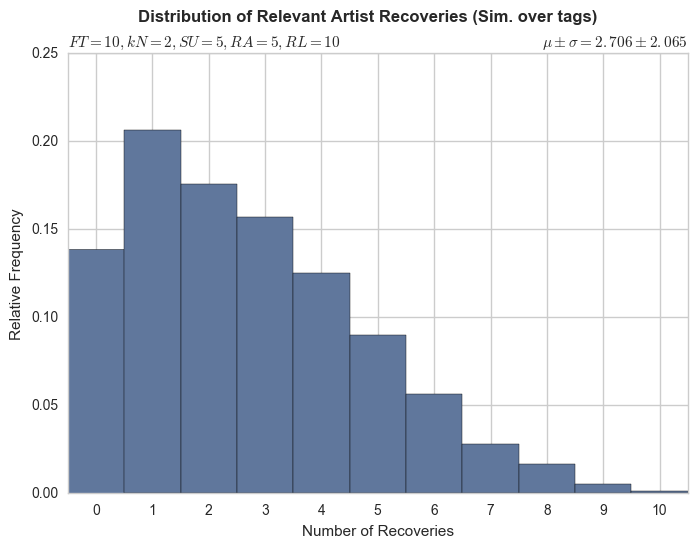 Distribution of Relevant Artist Recoveries (Sim. over tags)
FT = 10, kN = 2, SU = 5, RA = 5, RL = 10 μ ± σ = 2.706 ± 2.065
0.25
0.20
0.15
0.10
0.05
0.00
Relative Frequency
0 1 2 3 4 5 6 7 8 9 10
Number of Recoveries